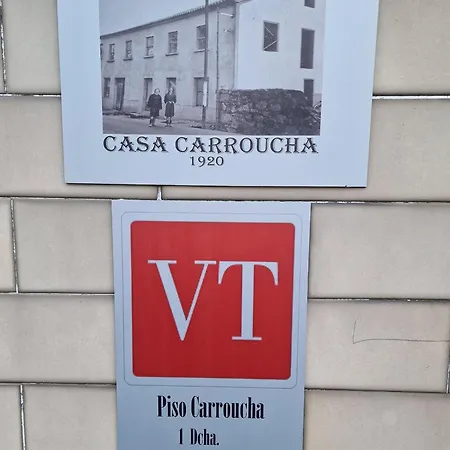 CASA CARROUCHA
1920
VT
Piso Carroucha
1 Dcha.